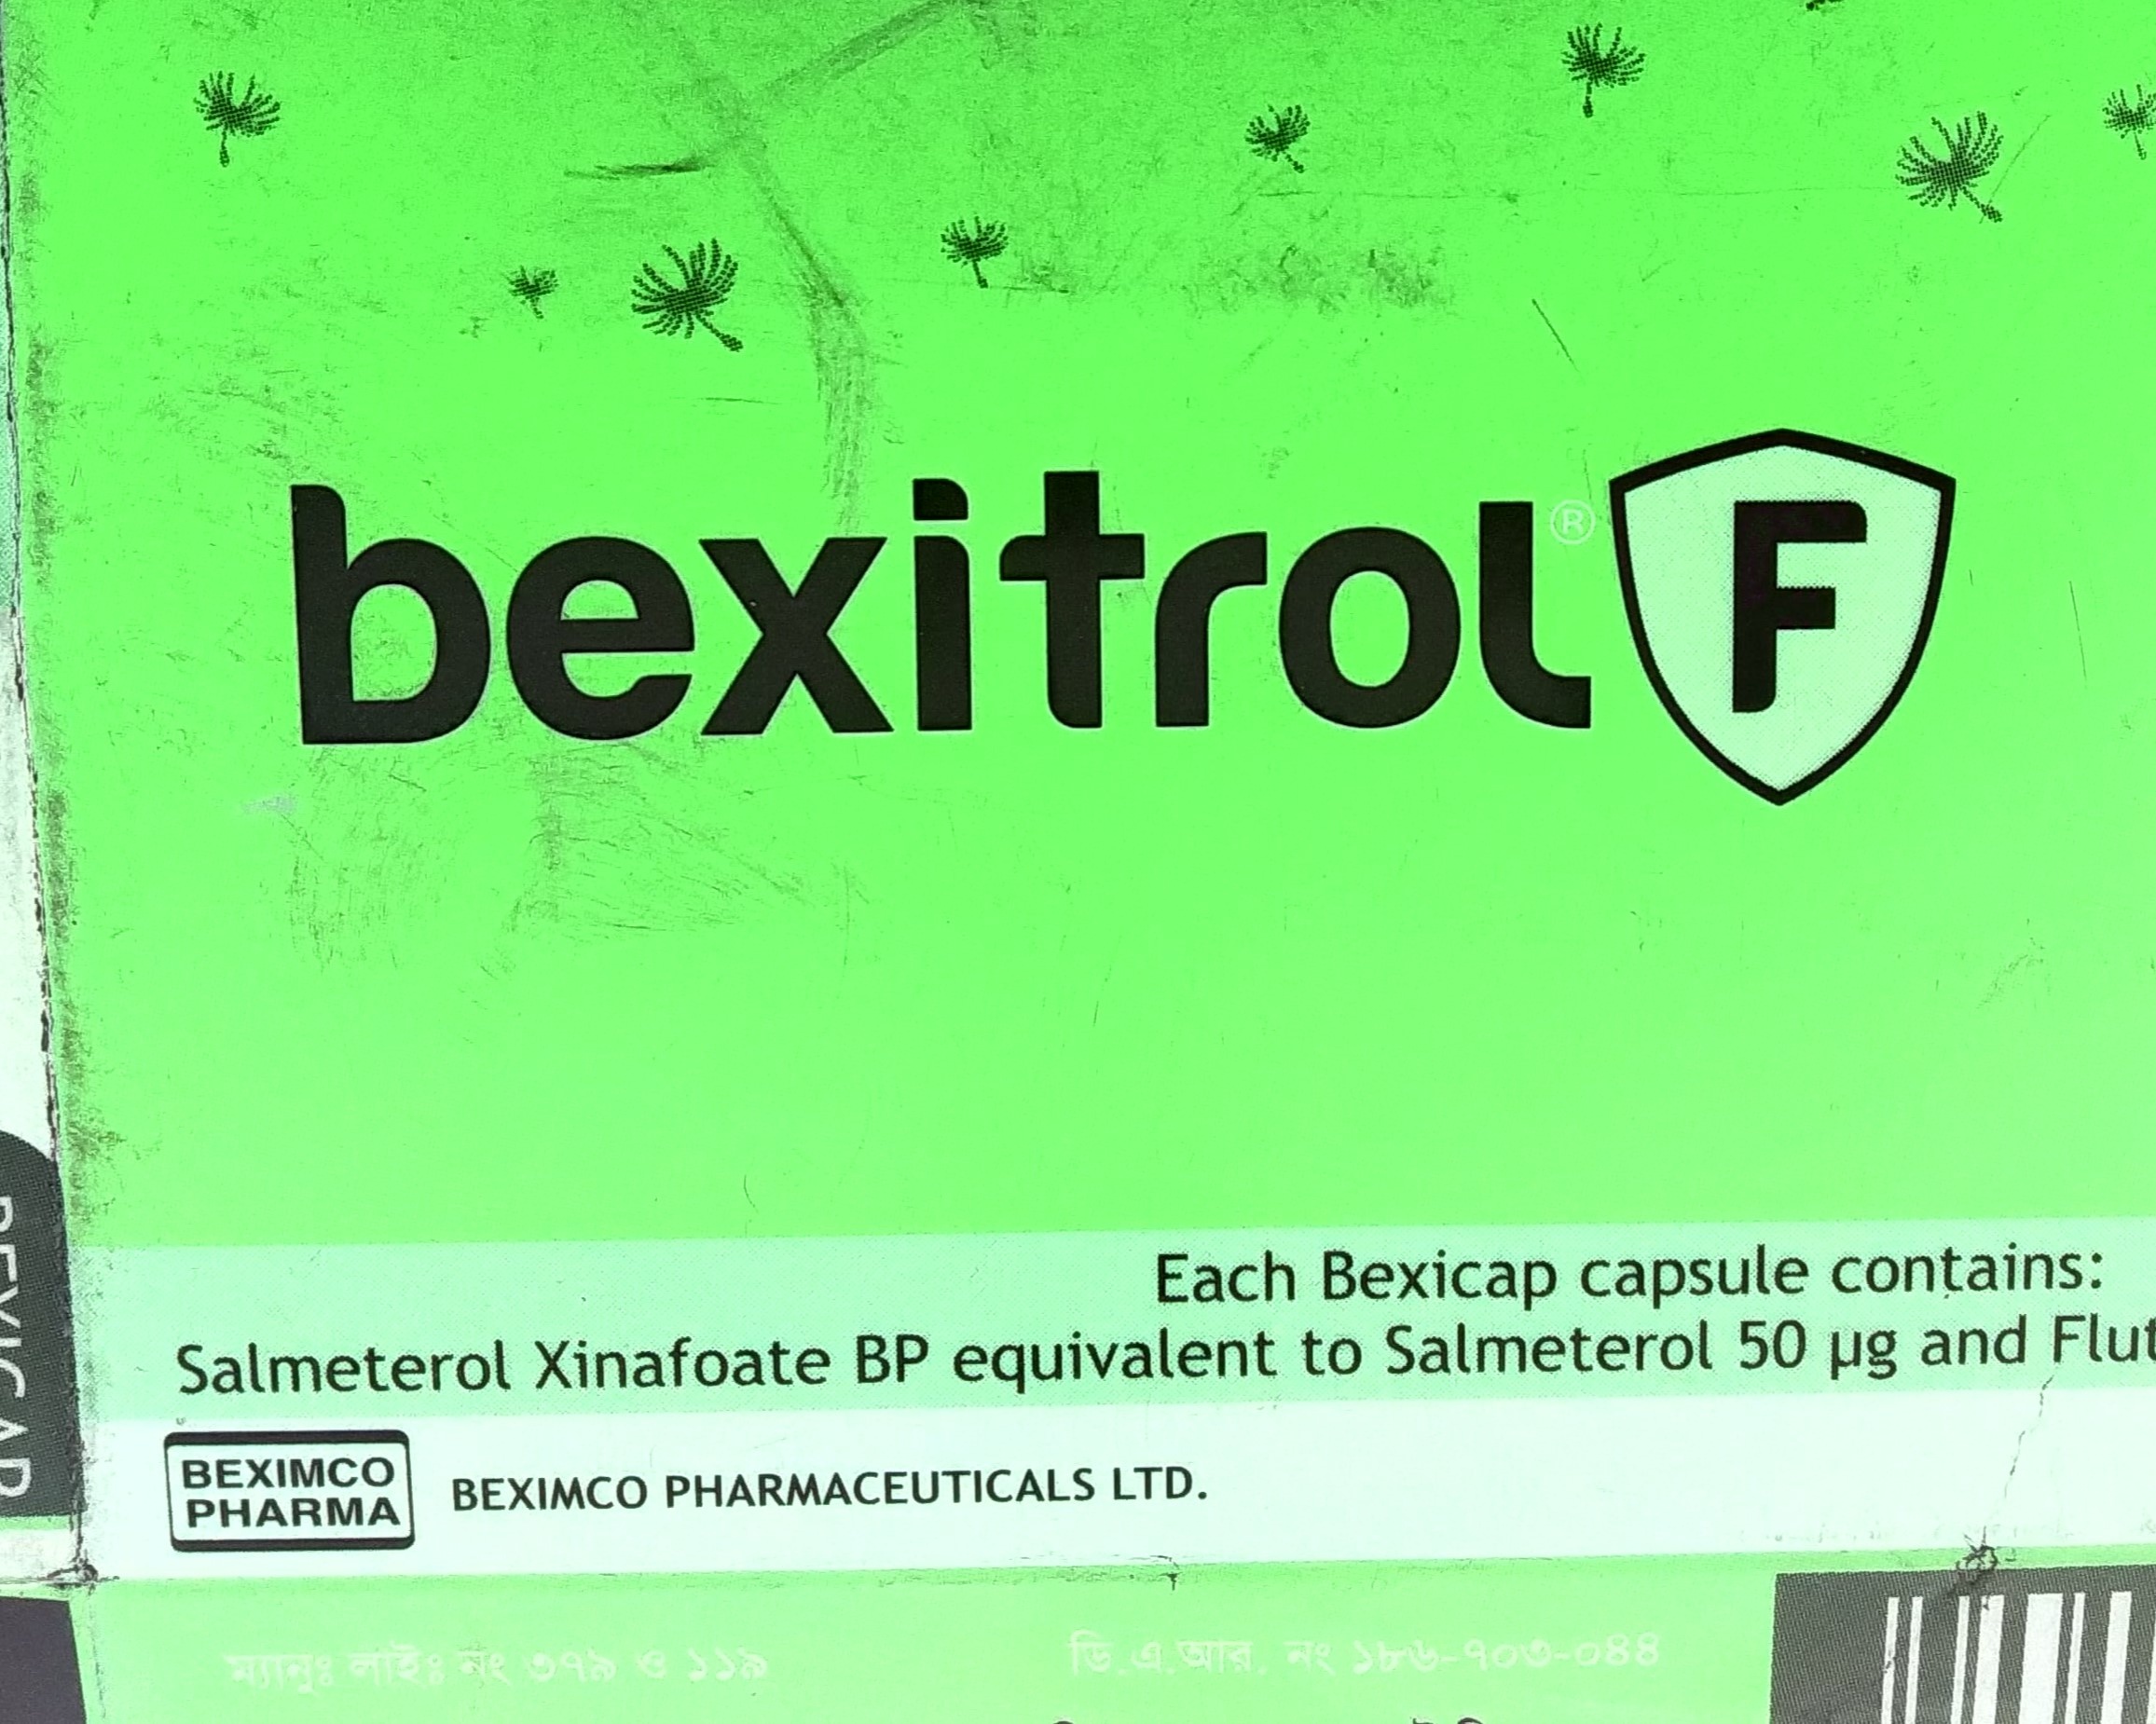 bexitrol® F
Each Bexicap capsule contains:
Salmeterol Xinafoate BP equivalent to Salmeterol 50 µg and Flut
BEXIMCO
PHARMA
BEXIMCO PHARMACEUTICALS LTD.
BEXICAP
ম্যানুঃ লাইঃ নং ৩৭৯ ও ১১৯
ডি.এ.আর. নং ১৮৬-৭০৩-০৪৪